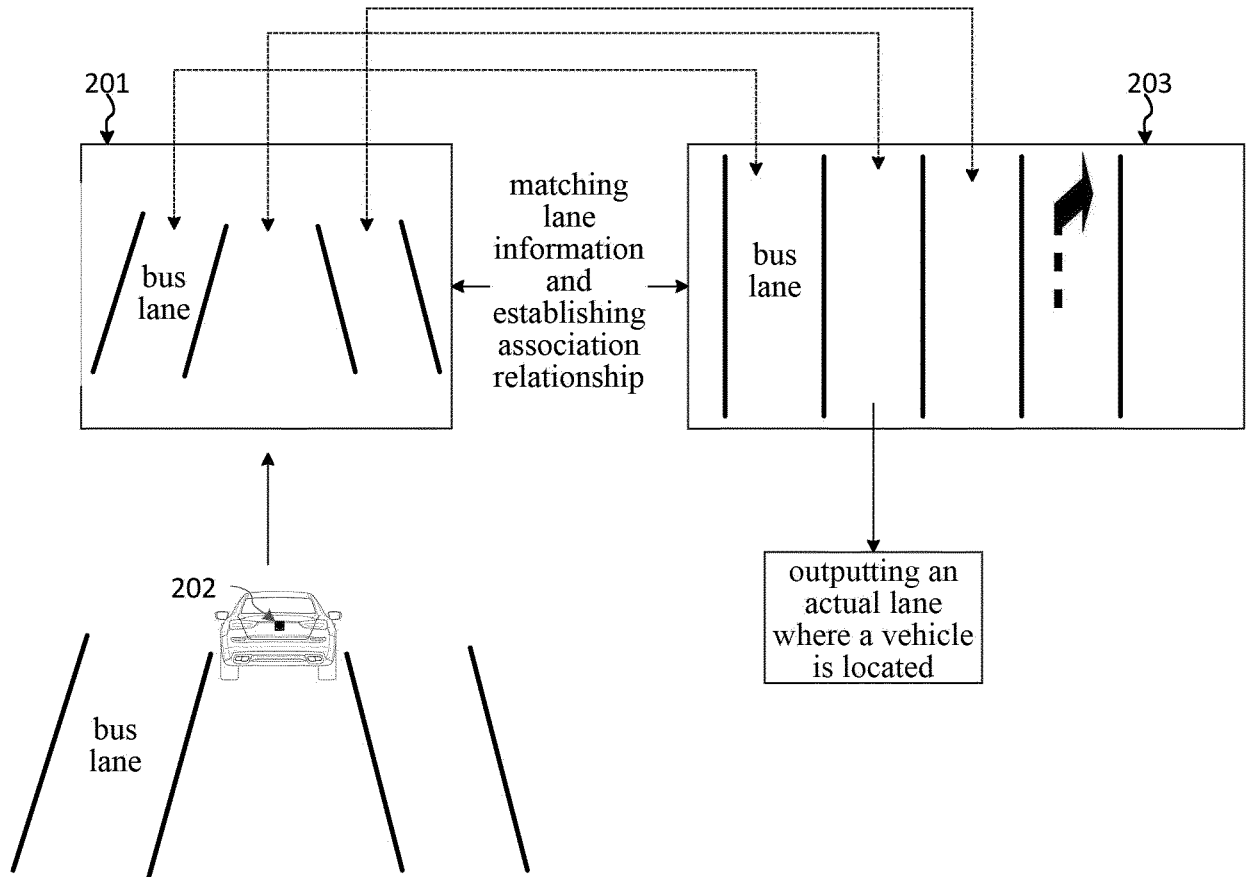 201
203
bus
lane
matching
lane
information
and
establishing
association
relationship
bus
lane
202
bus
lane
outputting an
actual lane
where a vehicle
is located